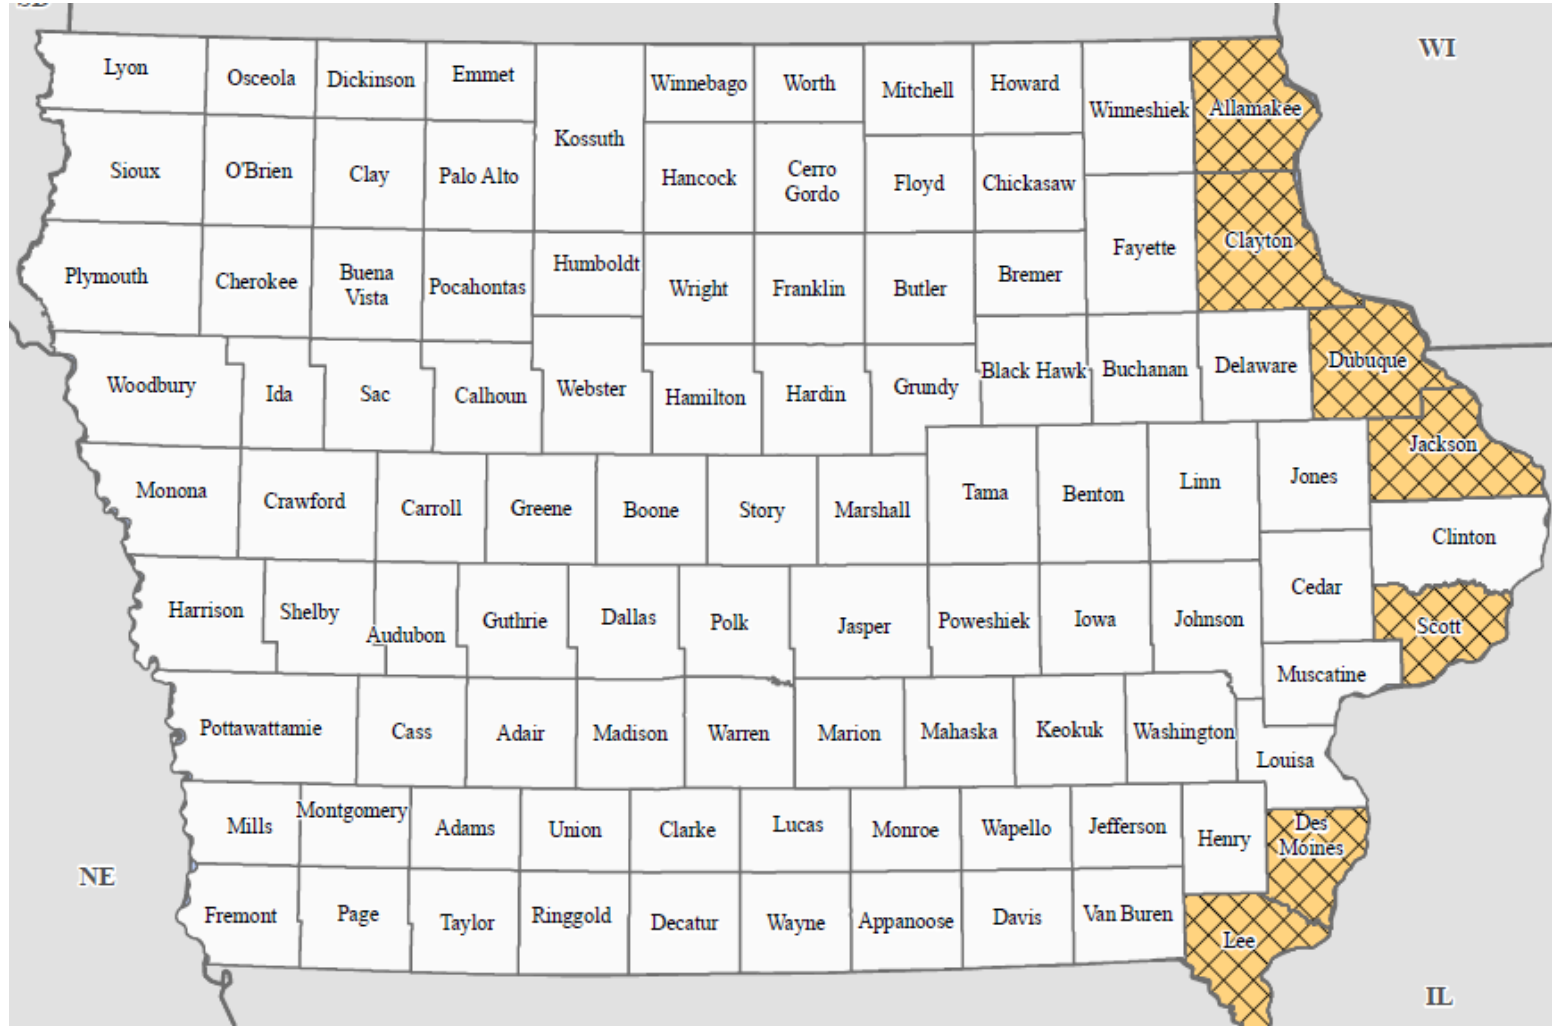 SD
WI
Lyon
Osceola
Dickinson
Emmet
Kossuth
Winnebago
Worth
Mitchell
Howard
Winneshiek
Allamakee
Sioux
O'Brien
Clay
Palo Alto
Hancock
Cerro
Gordo
Floyd
Chickasaw
Fayette
Clayton
Plymouth
Cherokee
Buena
Vista
Pocahontas
Humboldt
Wright
Franklin
Butler
Bremer
Woodbury
Ida
Sac
Calhoun
Webster
Hamilton
Hardin
Grundy
Black Hawk
Buchanan
Delaware
Dubuque
Jackson
Monona
Crawford
Carroll
Greene
Boone
Story
Marshall
Tama
Benton
Linn
Jones
Clinton
Harrison
Shelby
Audubon
Guthrie
Dallas
Polk
Jasper
Poweshiek
Iowa
Johnson
Cedar
Scott
Muscatine
Pottawattamie
Cass
Adair
Madison
Warren
Marion
Mahaska
Keokuk
Washington
Louisa
Mills
Montgomery
Adams
Union
Clarke
Lucas
Monroe
Wapello
Jefferson
Henry
Des
Moines
NE
Fremont
Page
Taylor
Ringgold
Decatur
Wayne
Appanoose
Davis
Van Buren
Lee
IL